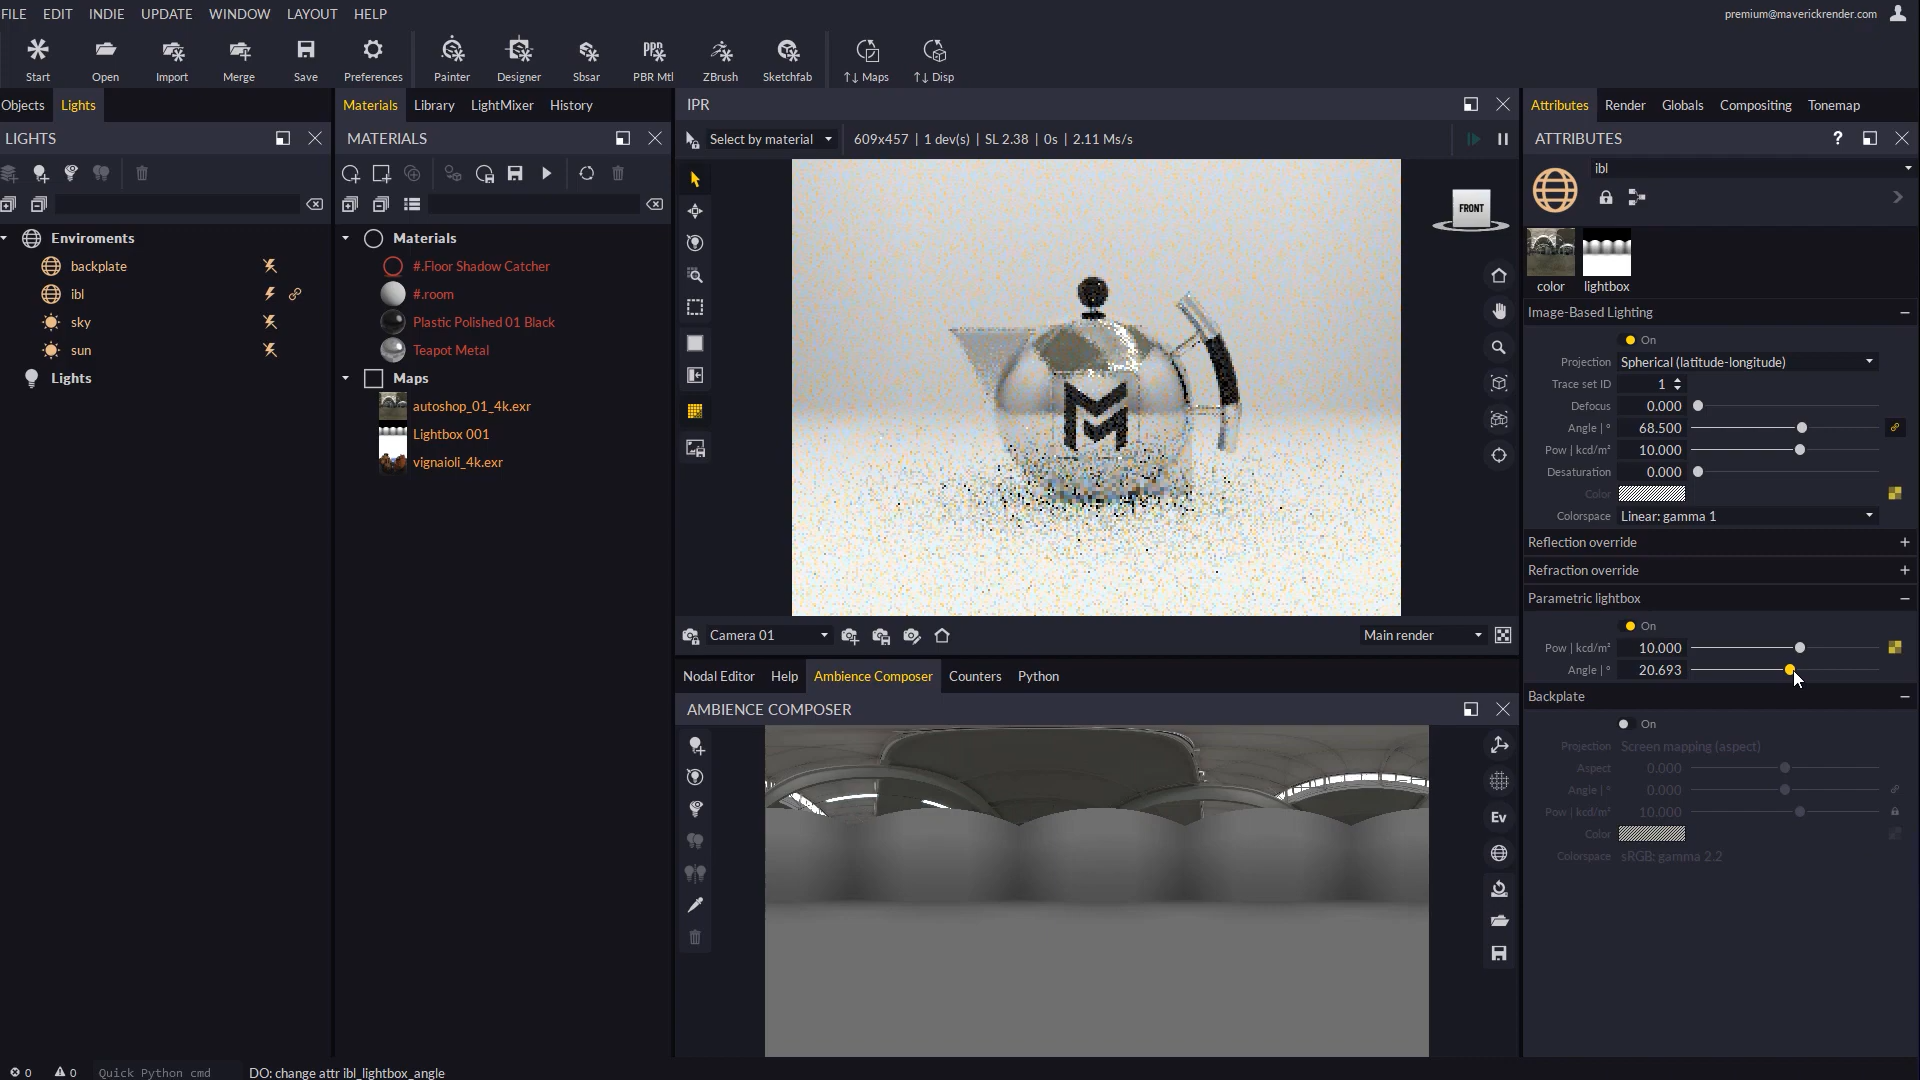 FILE EDIT INDIE UPDATE WINDOW LAYOUT HELP
premium@maverickrender.com
Start Open Import Merge Save Preferences Painter Designer Sbsar PBR Mtl ZBrush Sketchfab ↑↓ Maps ↑↓ Disp
PBR
Objects Lights
LIGHTS
Enviroments
backplate
ibl
sky
sun
Lights
Materials Library LightMixer History
MATERIALS
Materials
#.Floor Shadow Catcher
#.room
Plastic Polished 01 Black
Teapot Metal
Maps
autoshop_01_4k.exr
Lightbox 001
vignaioli_4k.exr
IPR
Select by material 609x457 | 1 dev(s) | SL 2.38 | 0s | 2.11 Ms/s
FRONT
Camera 01 Main render
Nodal Editor Help Ambience Composer Counters Python
AMBIENCE COMPOSER
Ev
Attributes Render Globals Compositing Tonemap
ATTRIBUTES ?
ibl
color lightbox
Image-Based Lighting
On
Projection Spherical (latitude-longitude)
Trace set ID 1
Defocus 0.000
Angle | ° 68.500
Pow | kcd/m² 10.000
Desaturation 0.000
Color
Colorspace Linear: gamma 1
Reflection override
Refraction override
Parametric lightbox
On
Pow | kcd/m² 10.000
Angle | ° 20.693
Backplate
On
Projection Screen mapping (aspect)
Aspect 0.000
Angle | ° 0.000
Pow | kcd/m² 10.000
Color
Colorspace sRGB: gamma 2.2
0 0 Quick Python cmd DO: change attr ibl_lightbox_angle